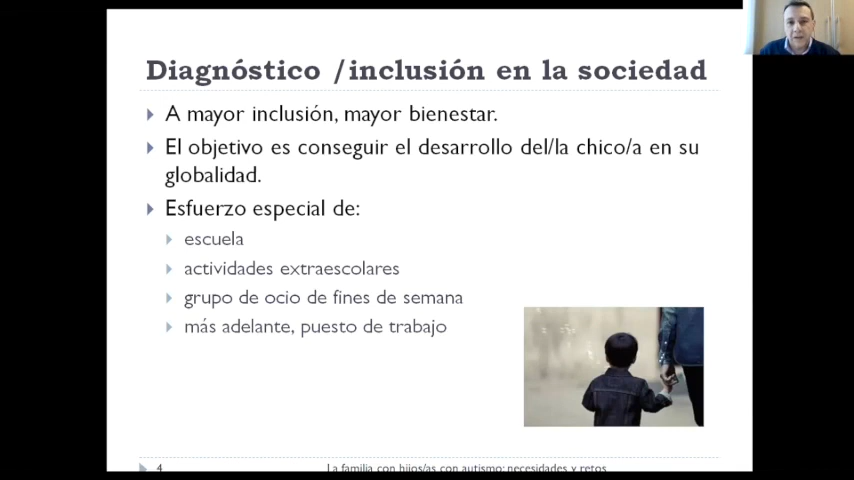 Diagnóstico /inclusión en la sociedad
A mayor inclusión, mayor bienestar.
El objetivo es conseguir el desarrollo del/la chico/a en su
globalidad.
Esfuerzo especial de:
escuela
actividades extraescolares
grupo de ocio de fines de semana
más adelante, puesto de trabajo
4
La familia con hijos/as con autismo: necesidades y retos